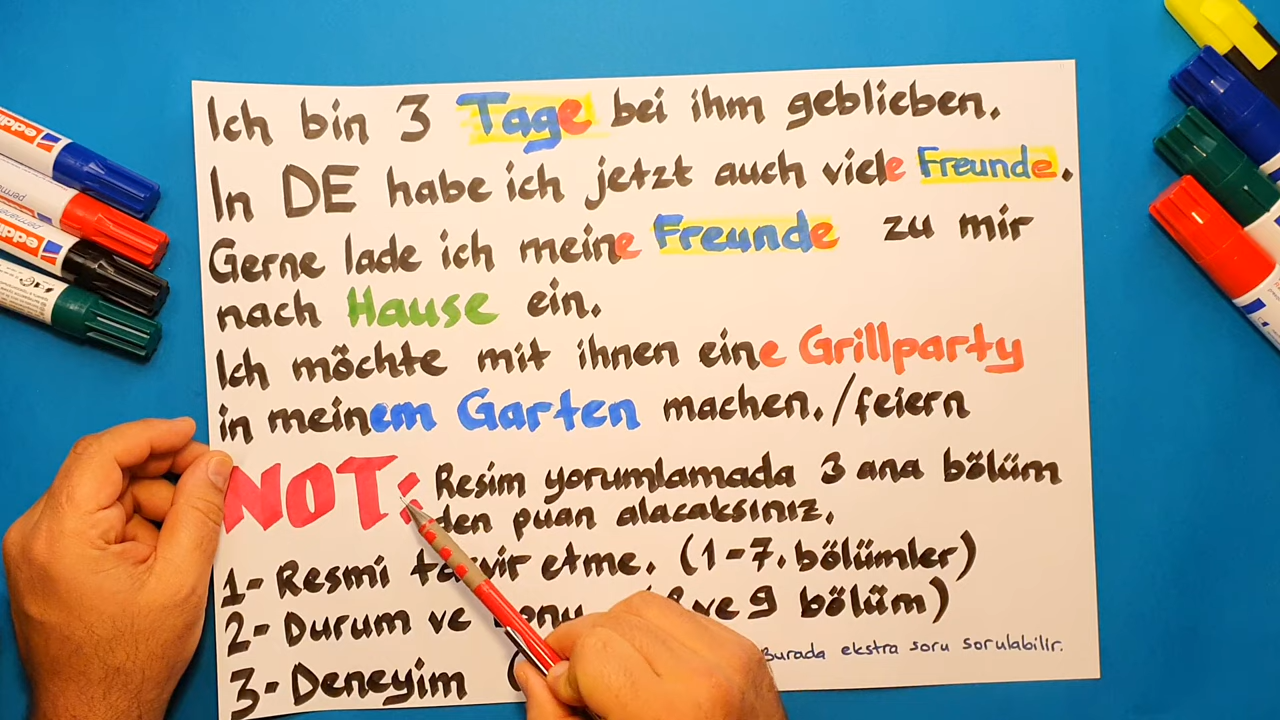 Ich bin 3 Tage bei ihm geblieben.
In DE habe ich jetzt auch viele Freunde.
Gerne lade ich meine Freunde zu mir
nach Hause ein.
Ich möchte mit ihnen eine Grillparty
in meinem Garten machen./feiern
NOT: Resim yorumlamada 3 ana bölüm
den puan alacaksınız.
1- Resmi etme. (1-7. bölümler)
2- Durum ve ve 9 bölüm)
Burada ekstra soru sorulabilir.
3- Deneyim (
edding
edding
permanent